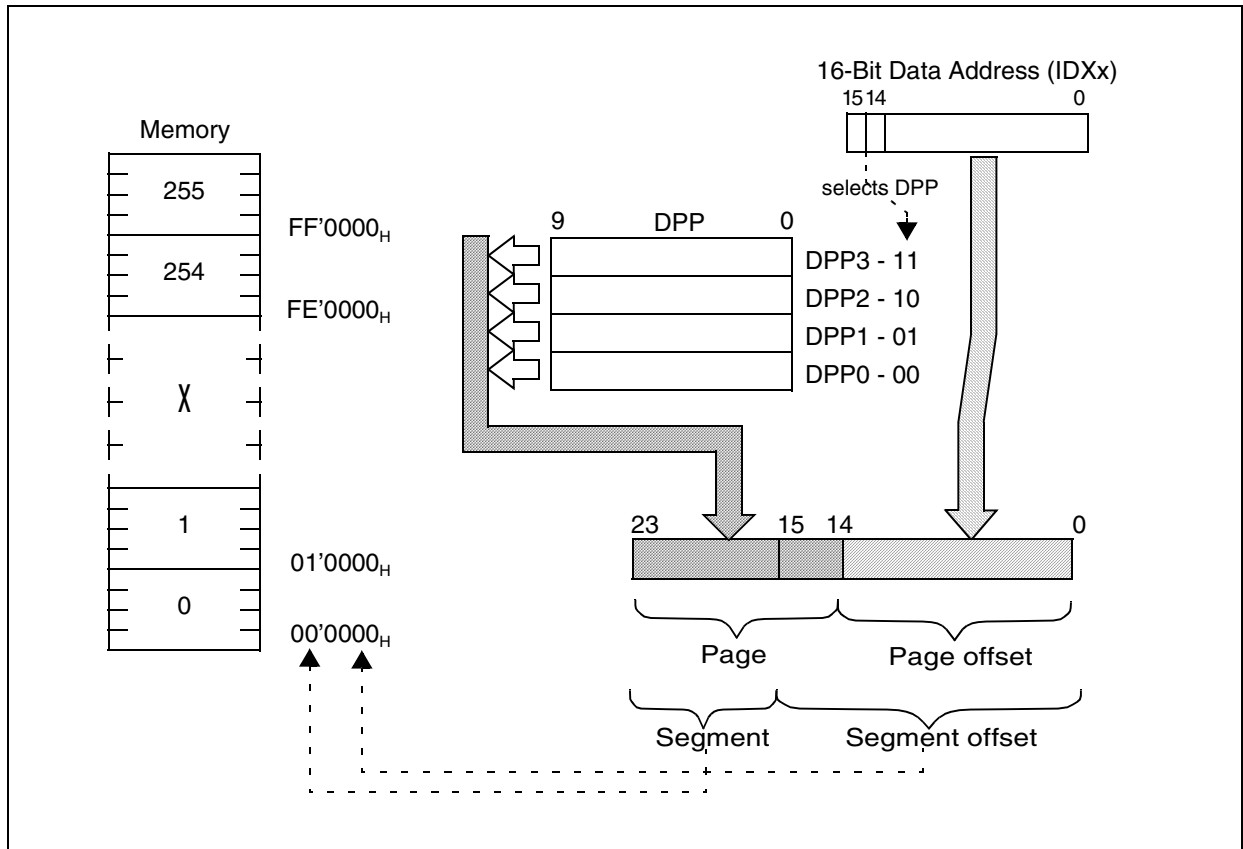 16-Bit Data Address (IDXx)
15 14 0
Memory
selects DPP
255
9 DPP 0
FF'0000H
DPP3 - 11
254
DPP2 - 10
FE'0000H
DPP1 - 01
DPP0 - 00
X
1
23 15 14 0
01'0000H
0
00'0000H
Page Page offset
Segment Segment offset